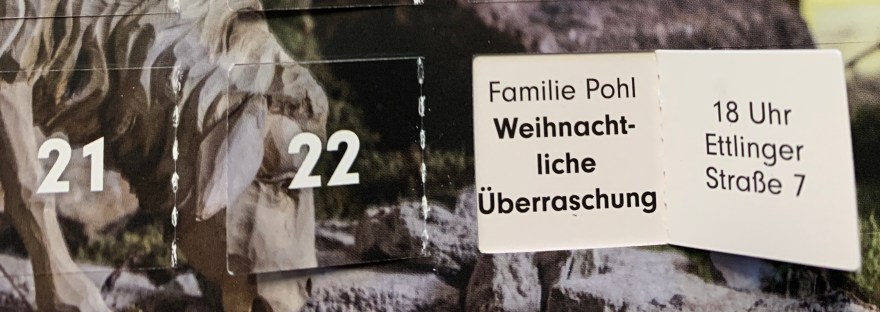 21
22
Familie Pohl
Weihnacht-
liche
Überraschung
18 Uhr
Ettlinger
Straße 7